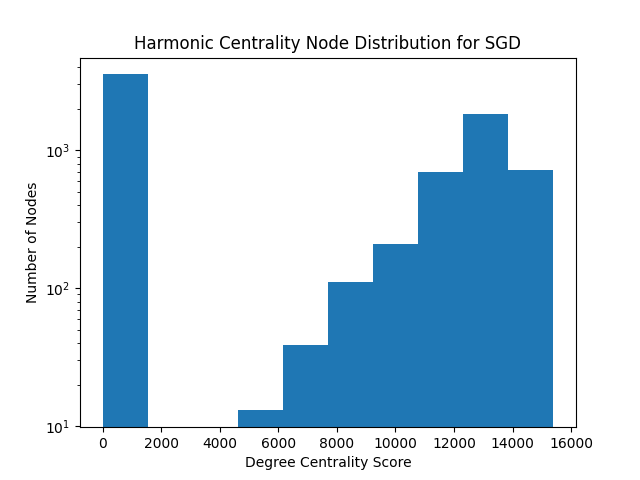 Harmonic Centrality Node Distribution for SGD
Number of Nodes
10³
10²
10¹
0 2000 4000 6000 8000 10000 12000 14000 16000
Degree Centrality Score